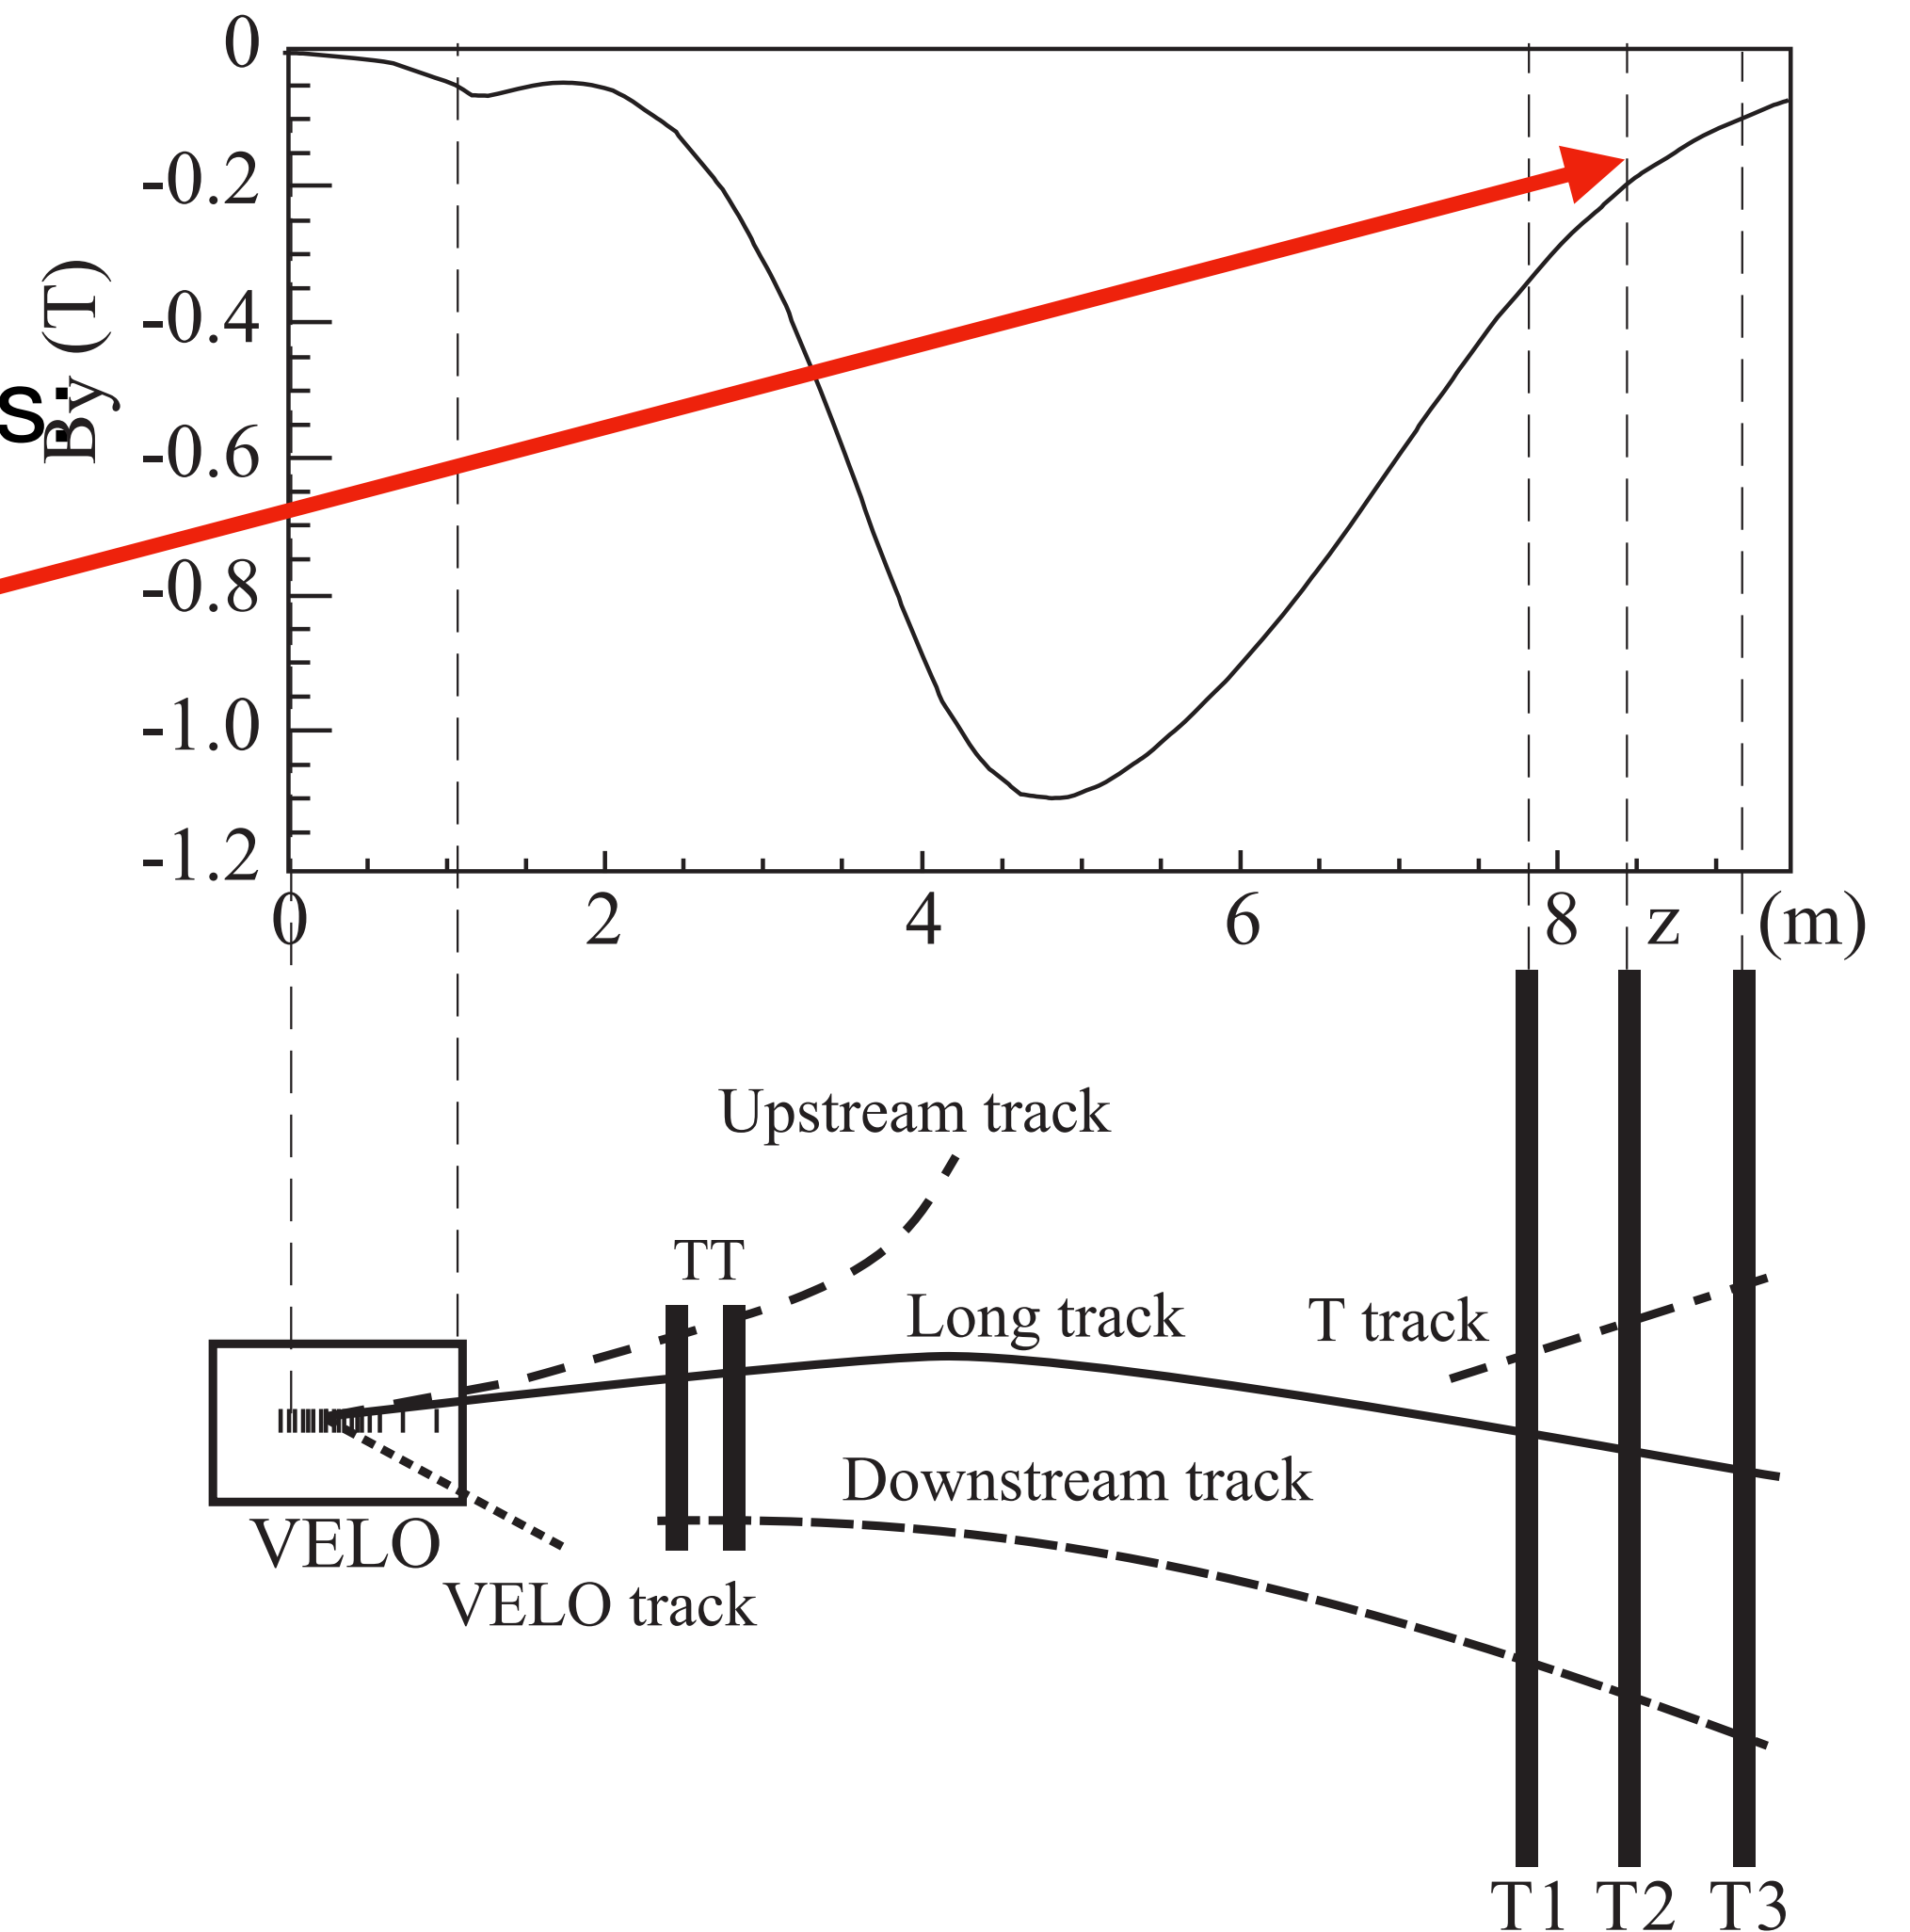 0
-0.2
-0.4
-0.6
-0.8
-1.0
-1.2
By (T)
s:
0 2 4 6 8 z (m)
Upstream track
TT
Long track
T track
Downstream track
VELO
VELO track
T1 T2 T3